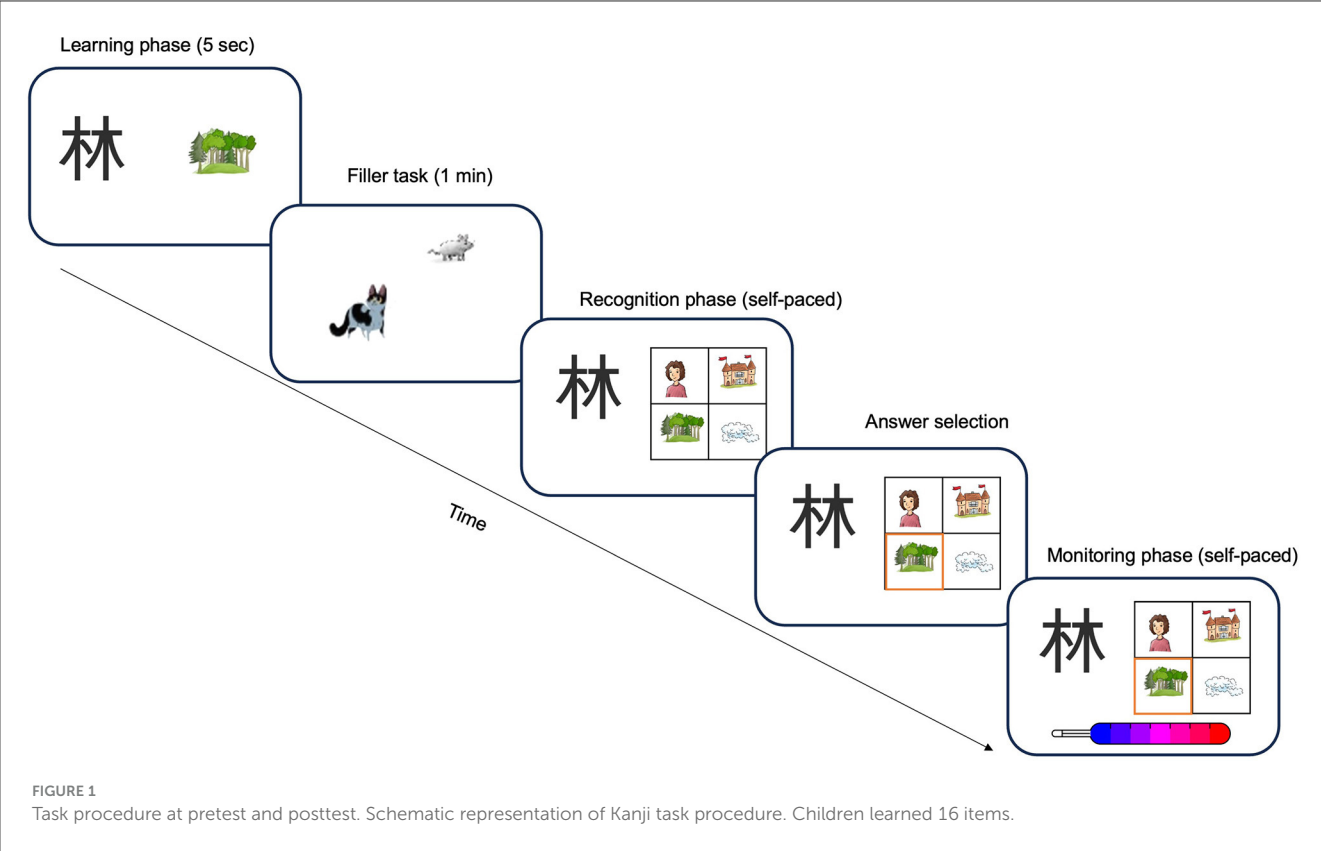 Learning phase (5 sec)
林
Filler task (1 min)
Recognition phase (self-paced)
林
Answer selection
林
Time
Monitoring phase (self-paced)
林
FIGURE 1
Task procedure at pretest and posttest. Schematic representation of Kanji task procedure. Children learned 16 items.